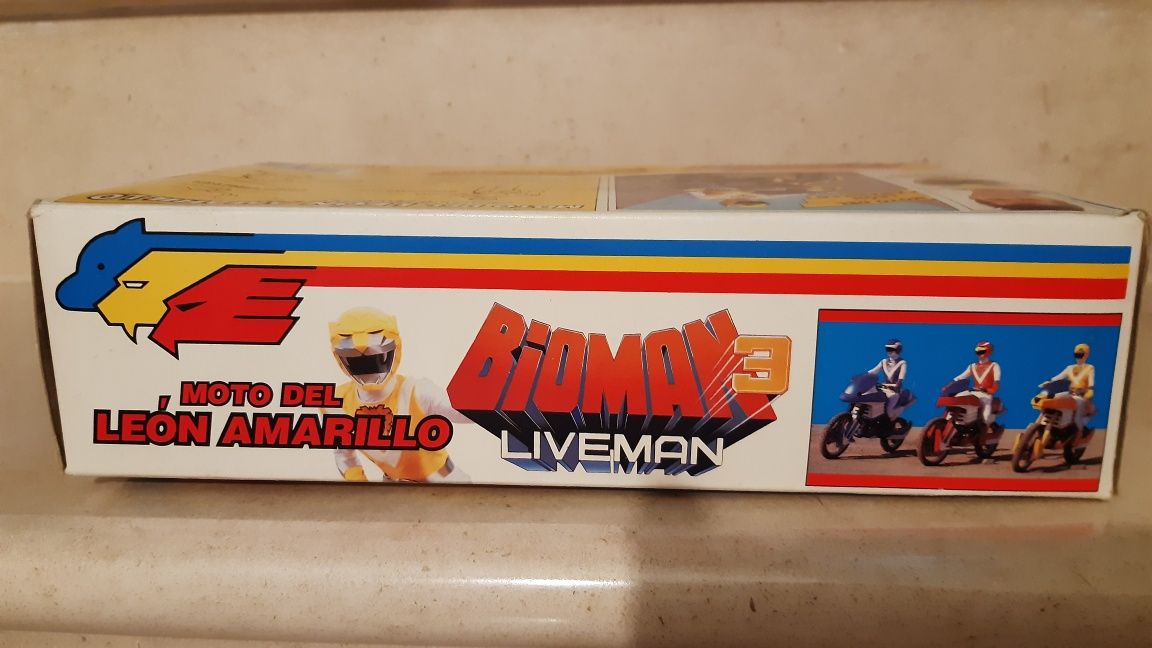 MOTO DEL
LEÓN AMARILLO
BIOMAN 3
LIVEMAN